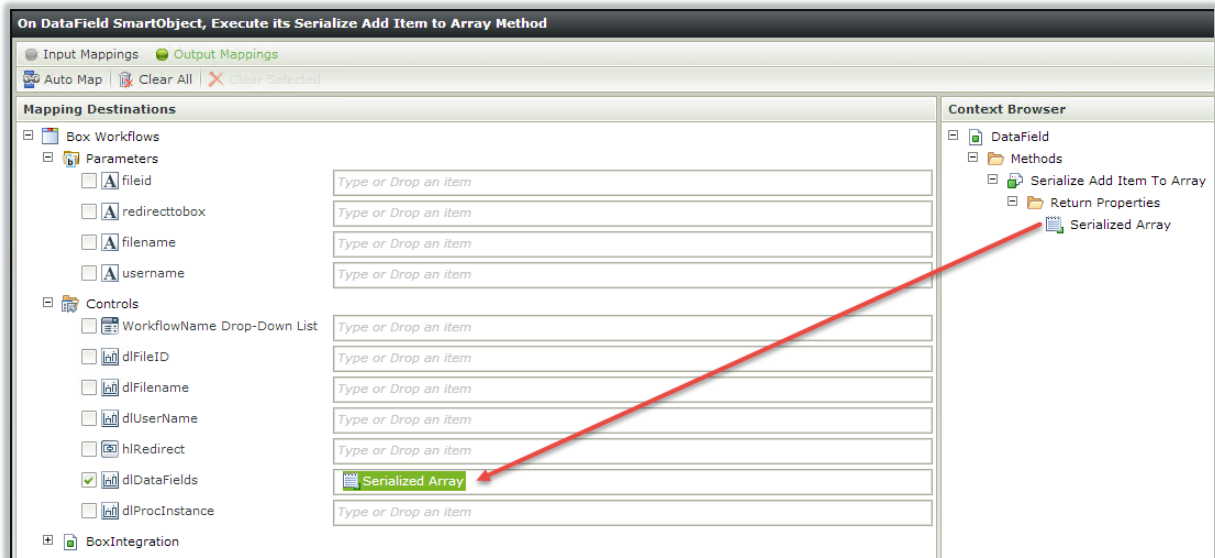 On DataField SmartObject, Execute its Serialize Add Item to Array Method
Input Mappings Output Mappings
Auto Map Clear All Clear Selected
Mapping Destinations
Box Workflows
Parameters
A fileid Type or Drop an item
A redirecttobox Type or Drop an item
A filename Type or Drop an item
A username Type or Drop an item
Controls
WorkflowName Drop-Down List Type or Drop an item
dlFileID Type or Drop an item
dlFilename Type or Drop an item
dlUserName Type or Drop an item
hlRedirect Type or Drop an item
dlDataFields Serialized Array
dlProcInstance Type or Drop an item
BoxIntegration
Context Browser
DataField
Methods
Serialize Add Item To Array
Return Properties
Serialized Array